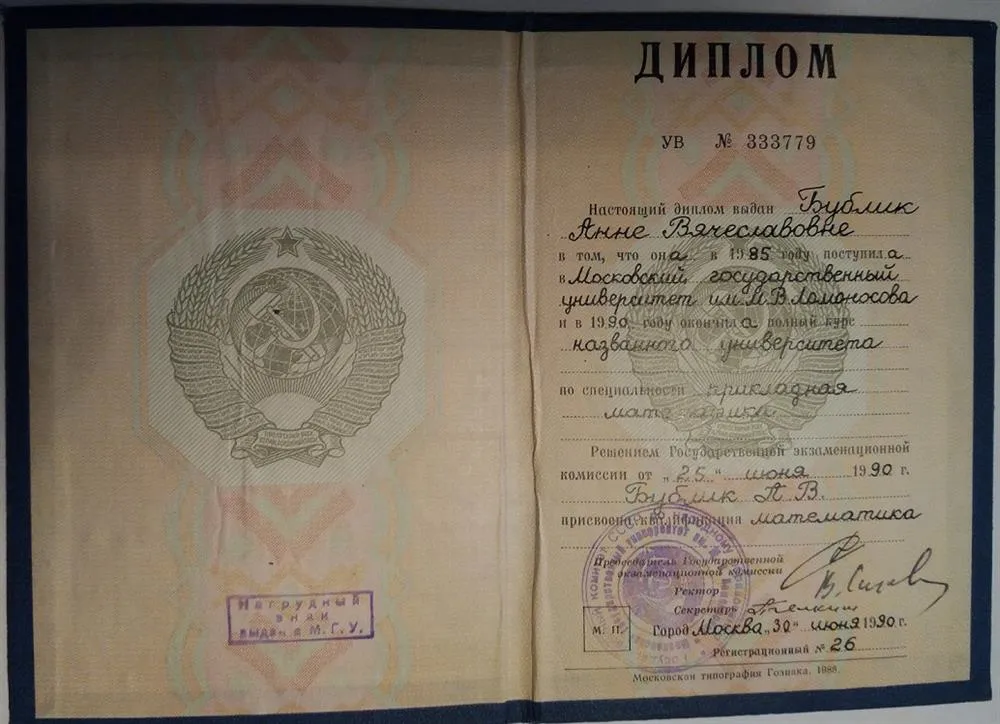 ДИПЛОМ
УВ № 333779
Настоящий диплом выдан Бублик
Анне Вячеславовне
в том, что она в 1985 году поступила
в Московский государственный
университет им. М.В. Ломоносова
и в 1990 году окончила полный курс
названного университета
по специальности прикладная
математика
Решением Государственной экзаменационной
комиссии от „25“ июня 1990 г.
Бублик А.В.
присвоена квалификация математика
Председатель Государственной
экзаменационной комиссии
Ректор
Секретарь
М. П.
Город Москва „30“ июня 1990 г.
Регистрационный № 26
Московская типография Гознака. 1988.
Нагрудный
знак
выдан в М.Г.У.